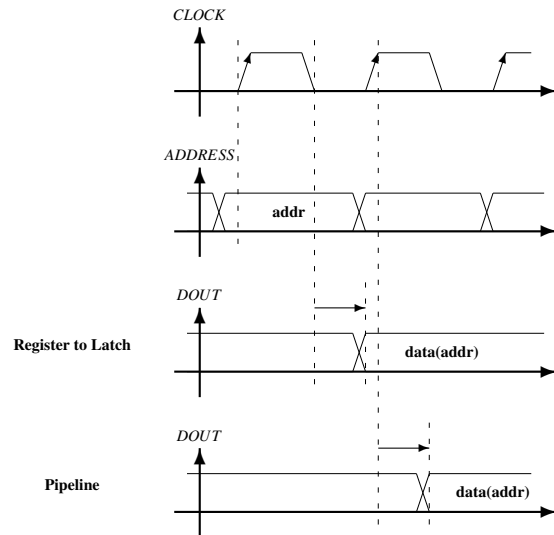 CLOCK
ADDRESS
addr
DOUT
Register to Latch
data(addr)
DOUT
Pipeline
data(addr)